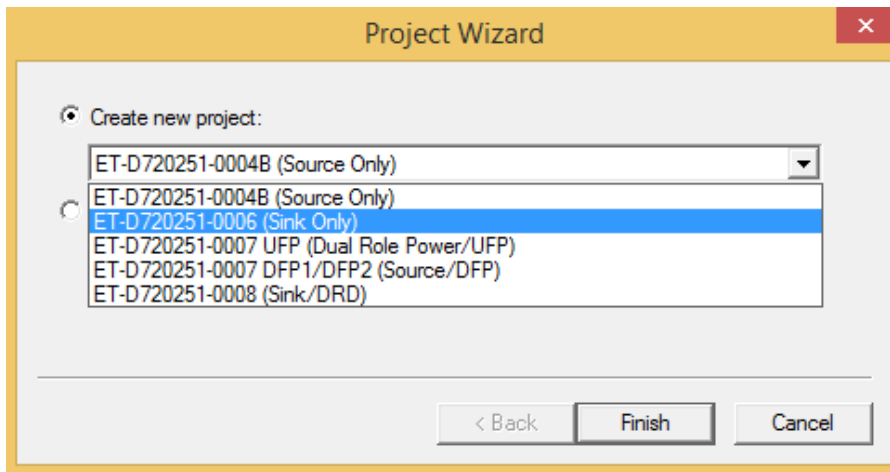 Project Wizard
Create new project:
ET-D720251-0004B (Source Only)
ET-D720251-0004B (Source Only)
ET-D720251-0006 (Sink Only)
ET-D720251-0007 UFP (Dual Role Power/UFP)
ET-D720251-0007 DFP1/DFP2 (Source/DFP)
ET-D720251-0008 (Sink/DRD)
< Back Finish Cancel